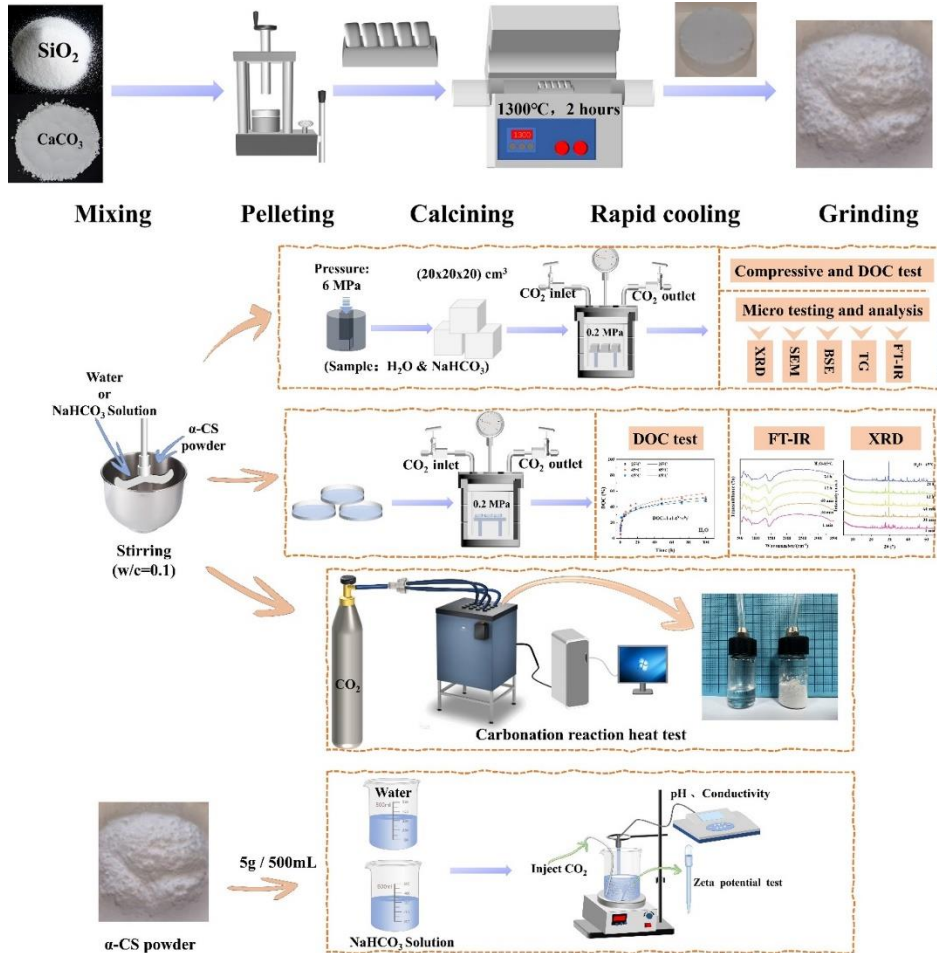 SiO2
CaCO3
1300℃, 2 hours
1300
Mixing
Pelleting
Calcining
Rapid cooling
Grinding
Pressure:
6 MPa
(20x20x20) cm³
(Sample: H2O & NaHCO3)
CO2 inlet
CO2 outlet
0.2 MPa
Compressive and DOC test
Micro testing and analysis
XRD
SEM
BSE
TG
FT-IR
Water
or
NaHCO3 Solution
α-CS
powder
Stirring
(w/c=0.1)
CO2 inlet
CO2 outlet
0.2 MPa
DOC test
DOC (%)
H2O
Time (h)
FT-IR
Transmittance (%)
XRD
CO2
Carbonation reaction heat test
α-CS powder
5g / 500mL
Water
NaHCO3 Solution
Inject CO2
pH 、Conductivity
Zeta potential test